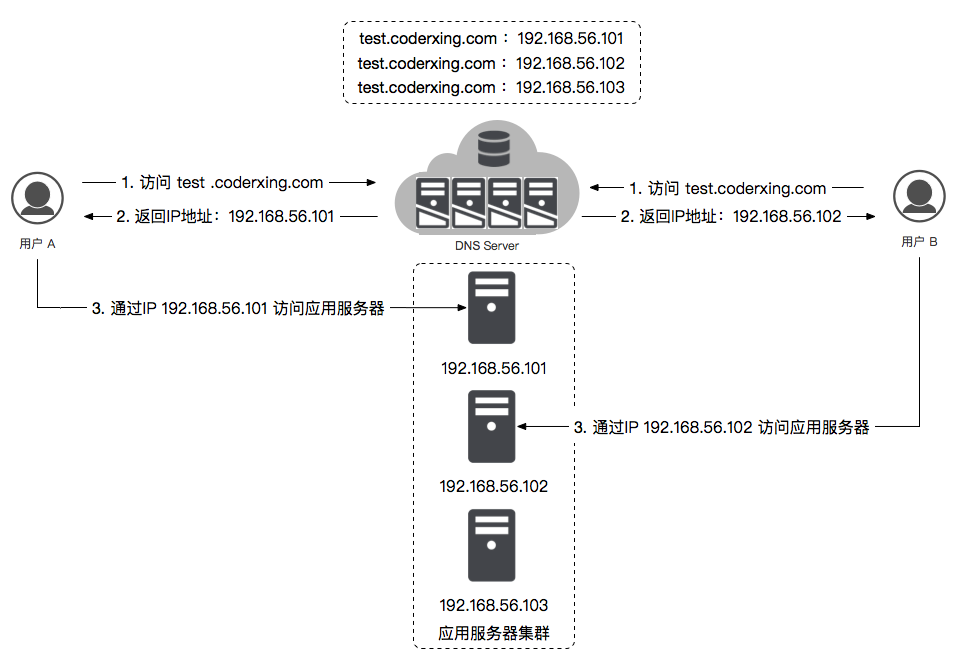 test.coderxing.com： 192.168.56.101
test.coderxing.com： 192.168.56.102
test.coderxing.com： 192.168.56.103
1. 访问 test .coderxing.com
1. 访问 test.coderxing.com
2. 返回IP地址：192.168.56.101
2. 返回IP地址：192.168.56.102
用户 A
DNS Server
用户 B
3. 通过IP 192.168.56.101 访问应用服务器
192.168.56.101
3. 通过IP 192.168.56.102 访问应用服务器
192.168.56.102
192.168.56.103
应用服务器集群